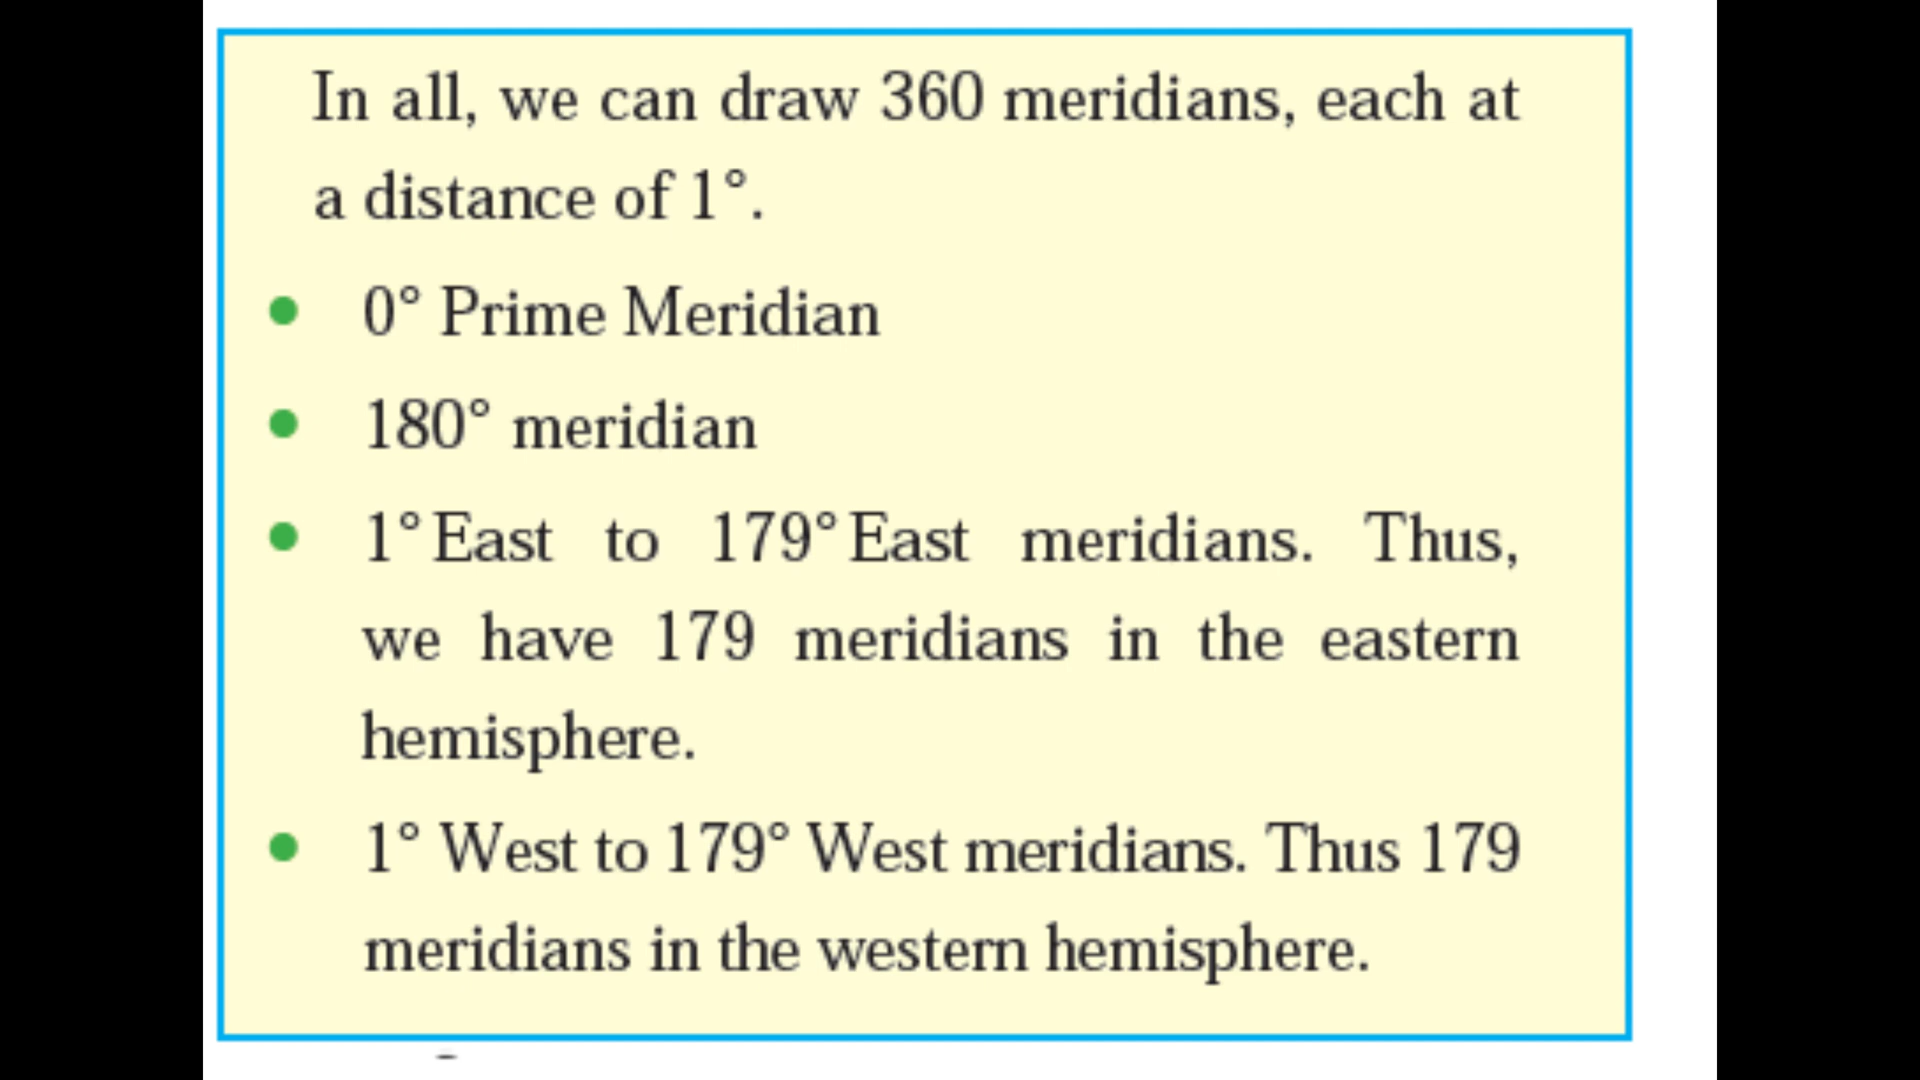 In all, we can draw 360 meridians, each at
a distance of 1°.
• 0° Prime Meridian
• 180° meridian
• 1° East to 179° East meridians. Thus,
we have 179 meridians in the eastern
hemisphere.
• 1° West to 179° West meridians. Thus 179
meridians in the western hemisphere.